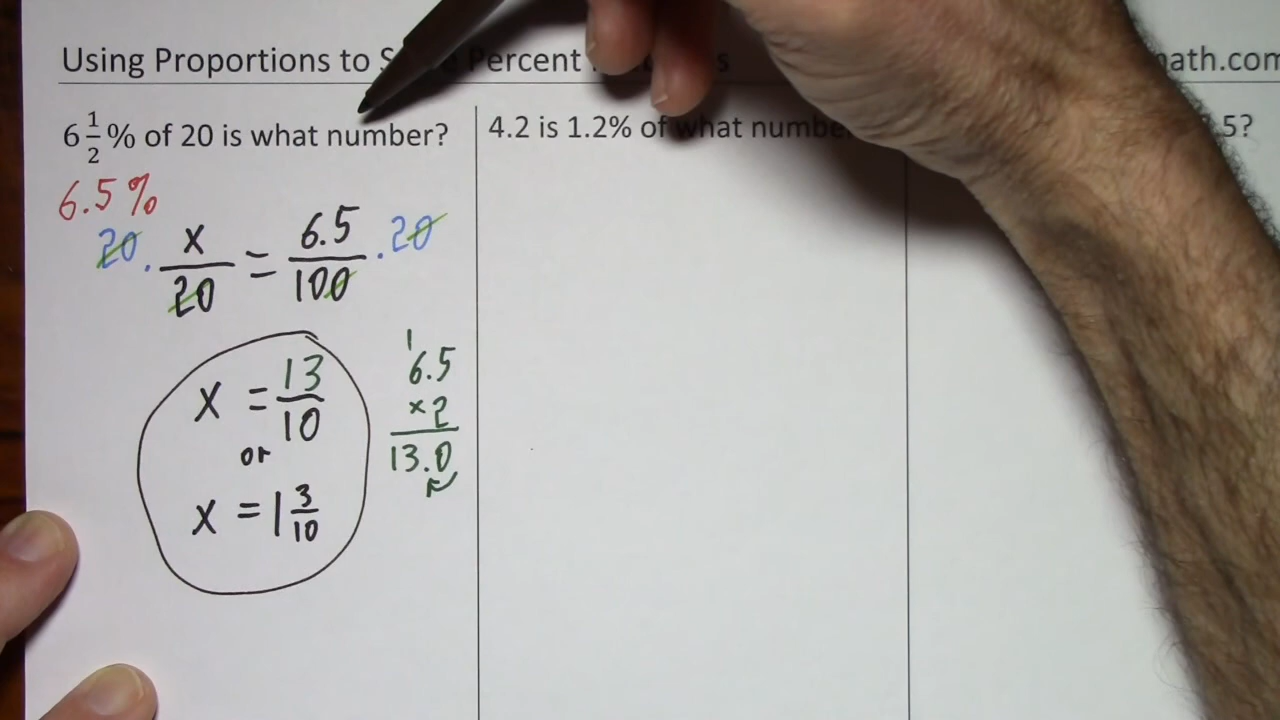 Using Proportions to Percent
ath.com
6 1/2 % of 20 is what number?
6.5 %
20 · x/20 = 6.5/100 · 20
x = 13/10
or
x = 1 3/10
1
6.5
× 2
13.0
4.2 is 1.2% of what
5?